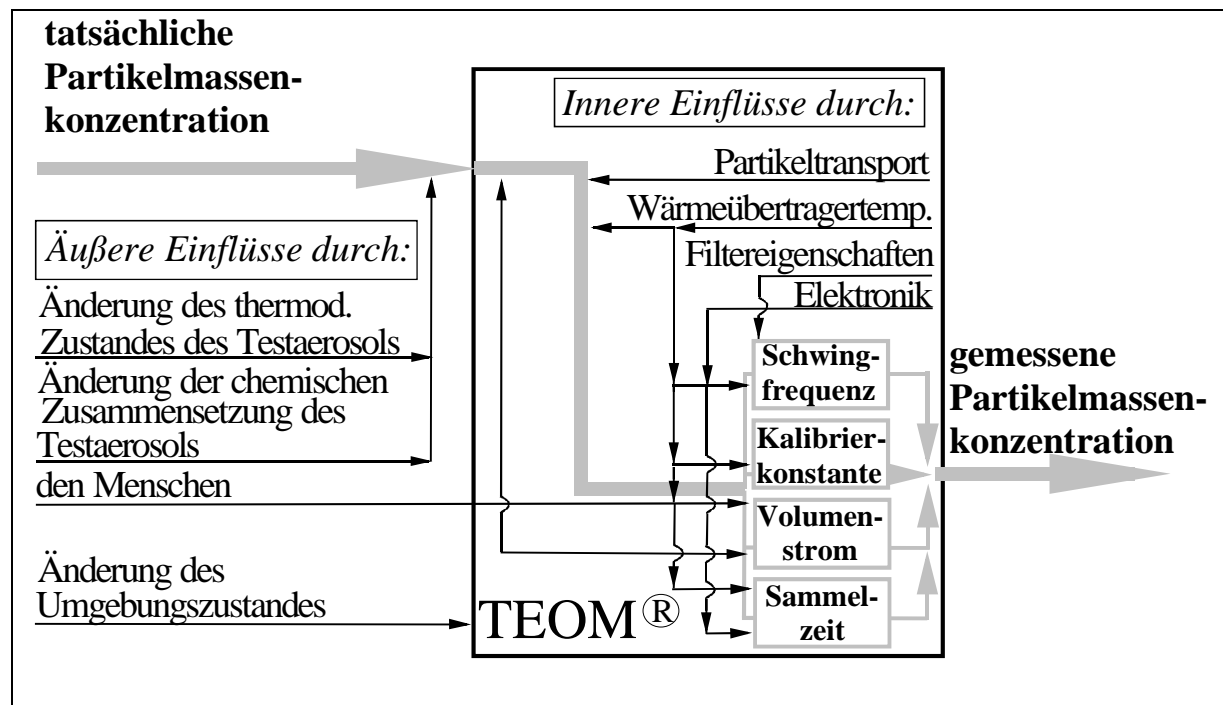 tatsächliche
Partikelmassen-
konzentration
Innere Einflüsse durch:
Partikeltransport
Wärmeübertragertemp.
Filtereigenschaften
Elektronik
Äußere Einflüsse durch:
Änderung des thermod.
Zustandes des Testaerosols
Änderung der chemischen
Zusammensetzung des
Testaerosols
den Menschen
Änderung des
Umgebungszustandes
TEOM®
Schwing-
frequenz
Kalibrier-
konstante
Volumen-
strom
Sammel-
zeit
gemessene
Partikelmassen-
konzentration